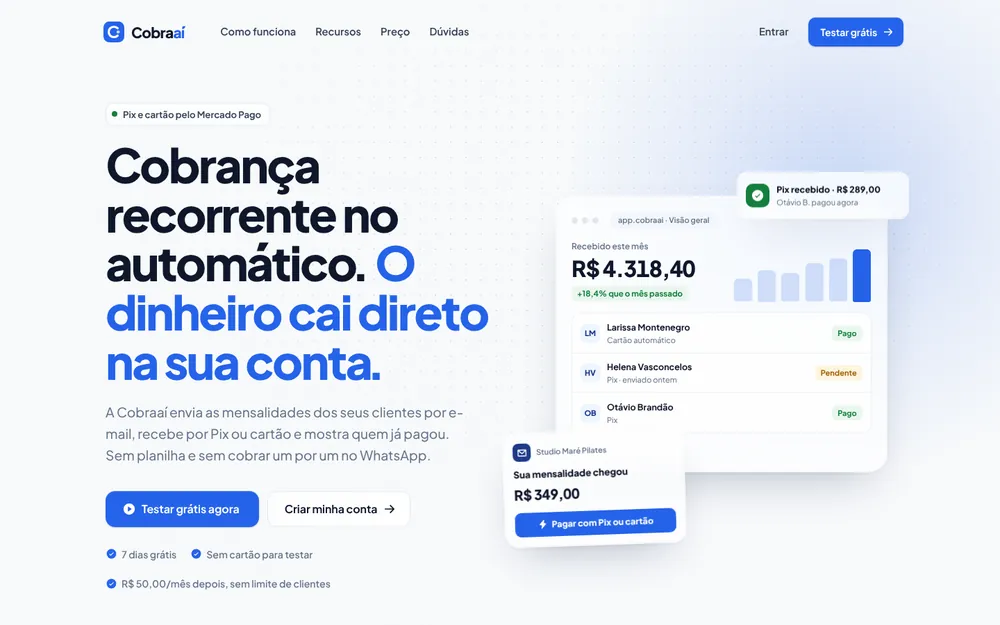 Cobraaí
Como funciona
Recursos
Preço
Dúvidas
Entrar
Testar grátis
Pix e cartão pelo Mercado Pago
Cobrança
recorrente no
automático. O
dinheiro cai direto
na sua conta.
A Cobraaí envia as mensalidades dos seus clientes por e-
mail, recebe por Pix ou cartão e mostra quem já pagou.
Sem planilha e sem cobrar um por um no WhatsApp.
Testar grátis agora
Criar minha conta
7 dias grátis
Sem cartão para testar
R$ 50,00/mês depois, sem limite de clientes
Pix recebido · R$ 289,00
Otávio B. pagou agora
app.cobraai · Visão geral
Recebido este mês
R$ 4.318,40
+18,4% que o mês passado
LM
Larissa Montenegro
Cartão automático
Pago
HV
Helena Vasconcelos
Pix · enviado ontem
Pendente
OB
Otávio Brandão
Pix
Pago
Studio Maré Pilates
Sua mensalidade chegou
R$ 349,00
Pagar com Pix ou cartão